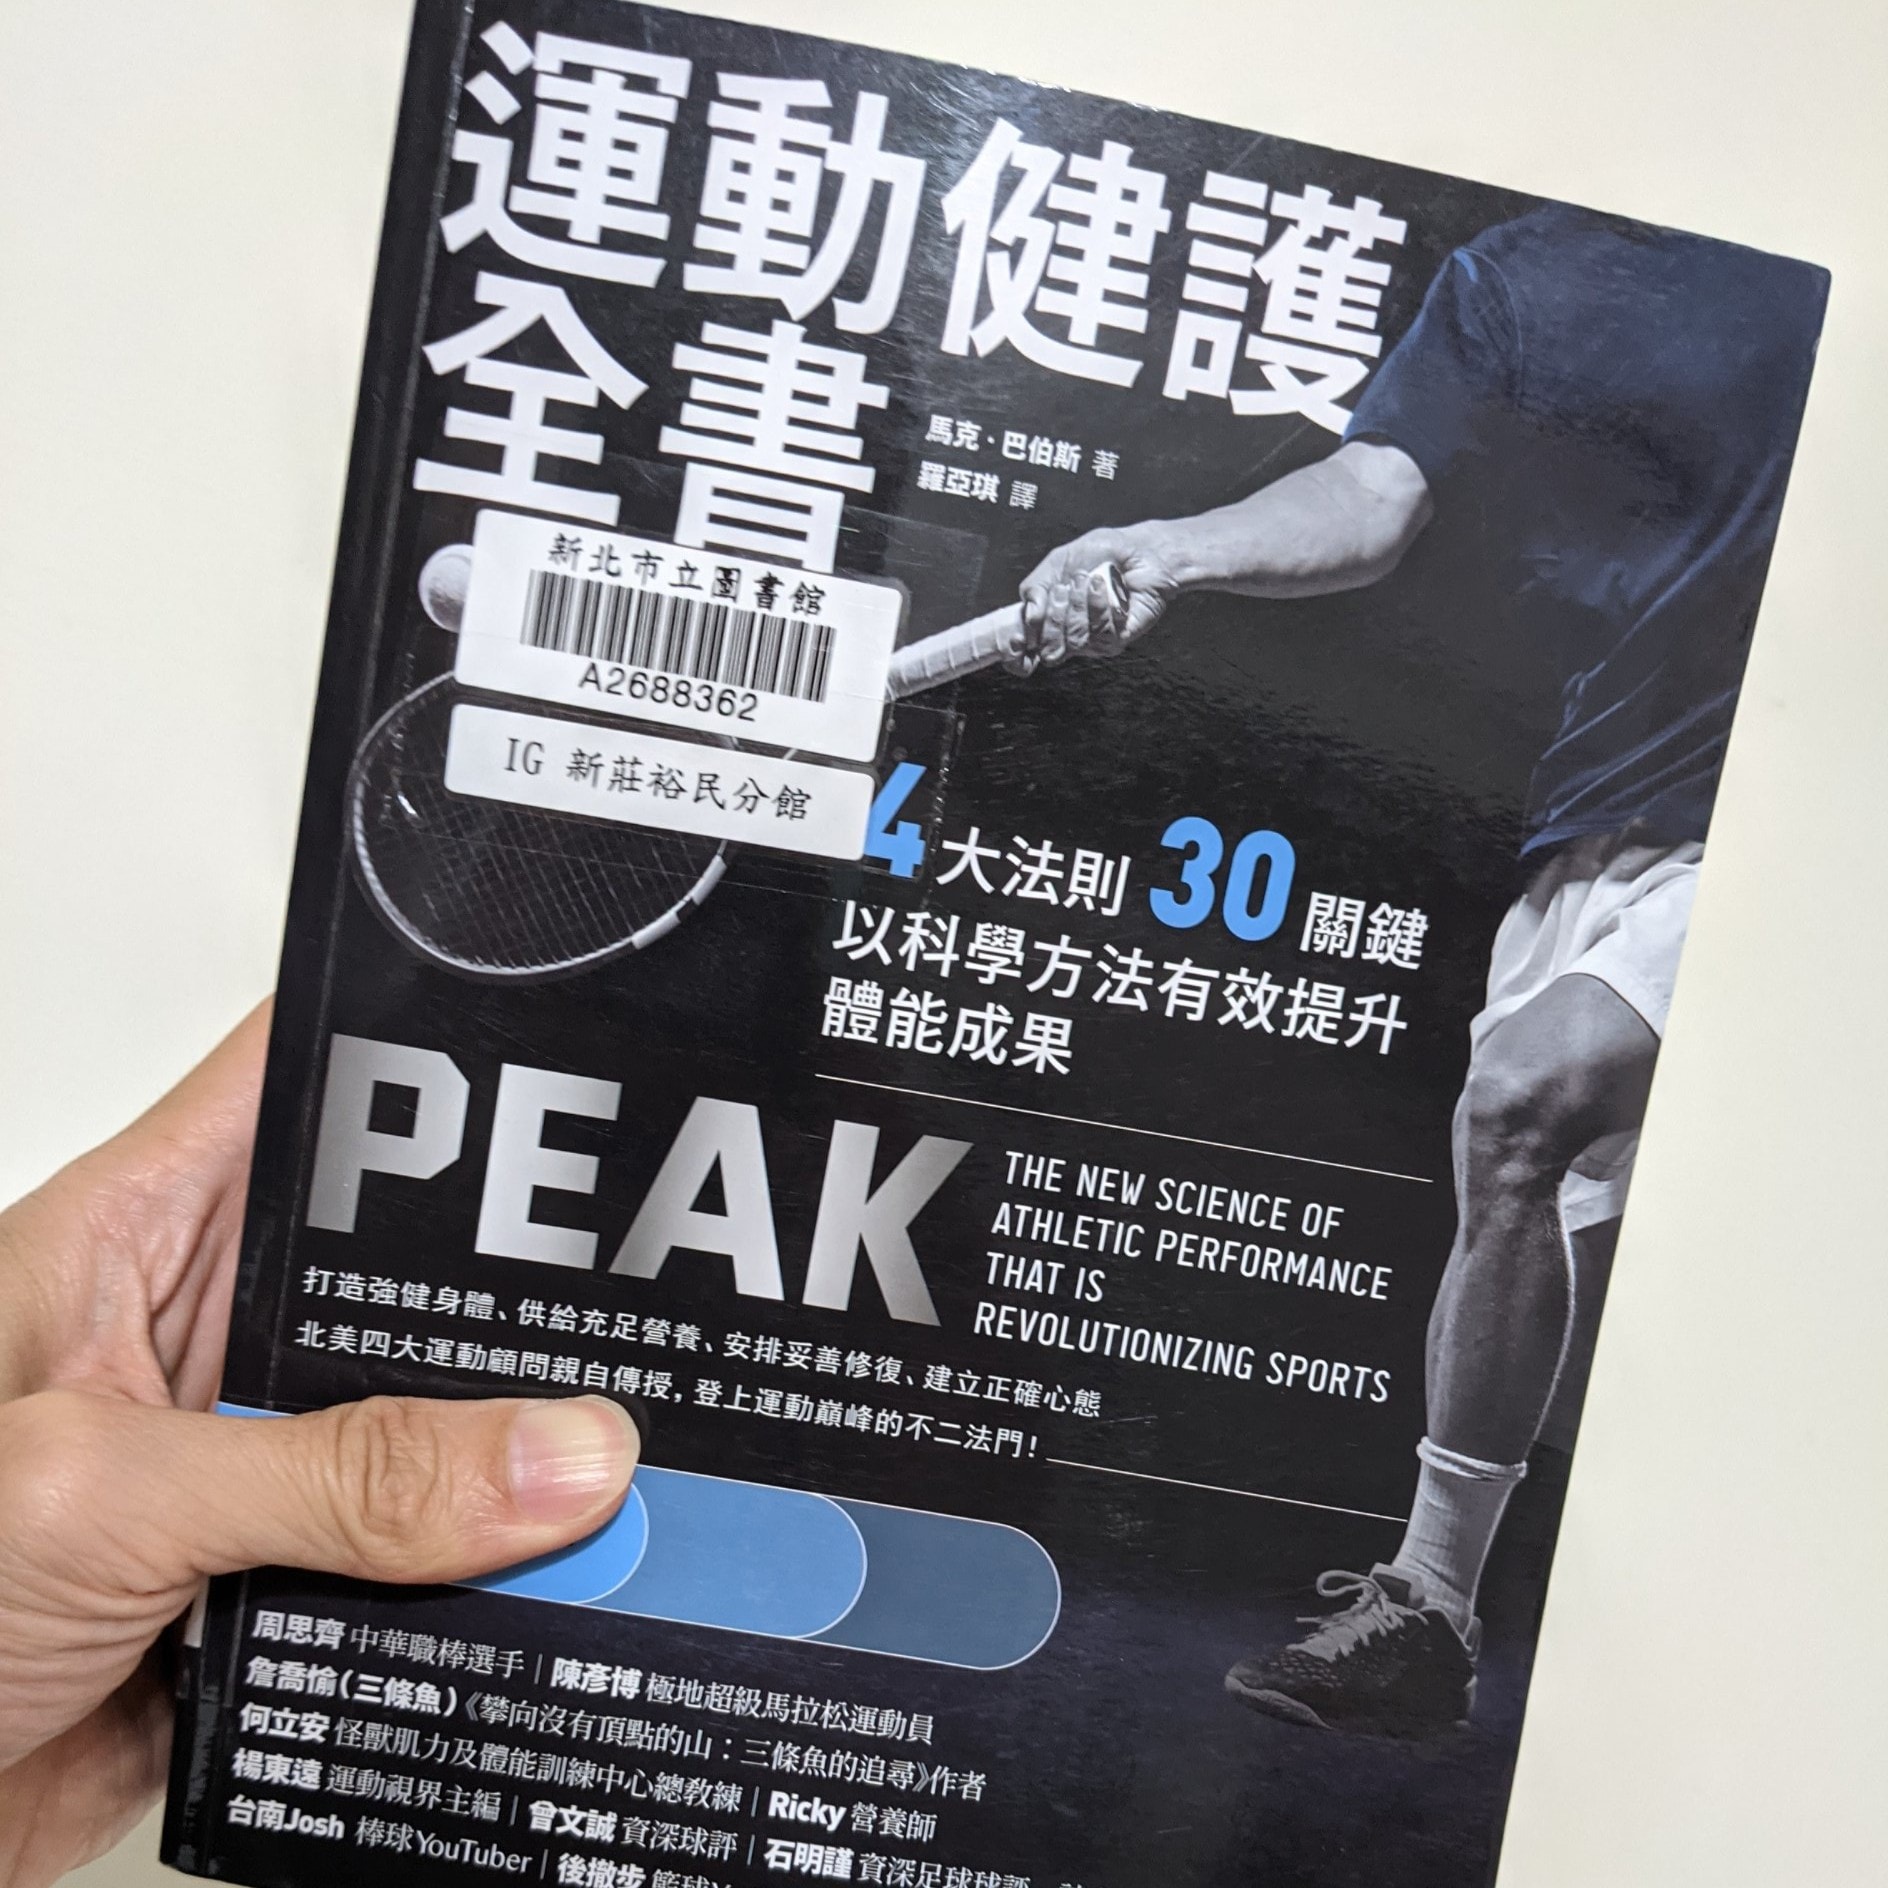 運動健護
全書
馬克·巴伯斯 著
羅亞琪 譯
新北市立圖書館
A2688362
IG 新莊裕民分館
4大法則 30關鍵
以科學方法有效提升
體能成果
PEAK
THE NEW SCIENCE OF
ATHLETIC PERFORMANCE
THAT IS
REVOLUTIONIZING SPORTS
打造強健身體、供給充足營養、安排妥善修復、建立正確心態
北美四大運動顧問親自傳授,登上運動巔峰的不二法門!
周思齊 中華職棒選手|陳彥博 極地超級馬拉松運動員
詹喬愉(三條魚)《攀向沒有頂點的山:三條魚的追尋》作者
何立安 怪獸肌力及體能訓練中心總教練|Ricky 營養師
楊東遠 運動視界主編|曾文誠 資深球評|石明謹 資深足球球評
台南Josh 棒球YouTuber|後撤步 籃球